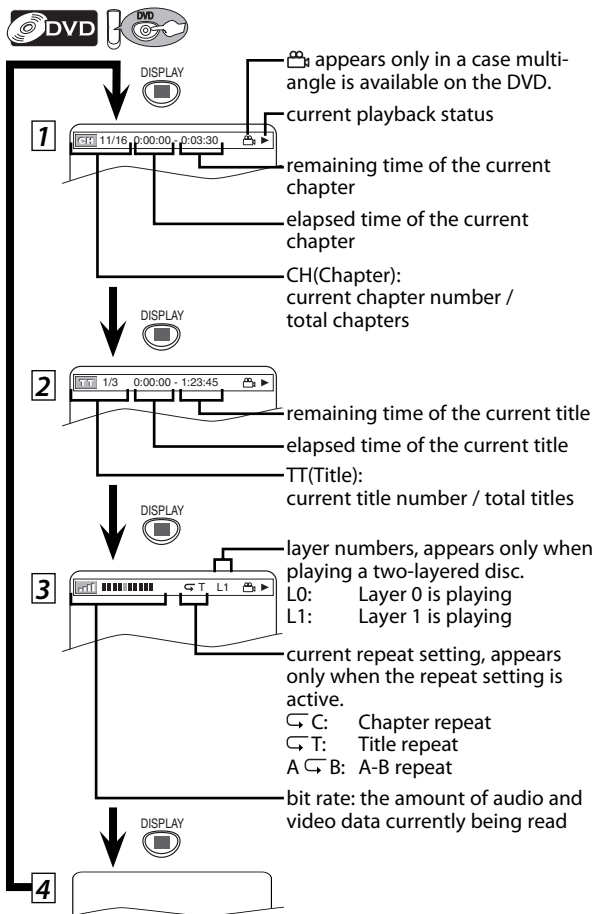 DVD
DVD
DISPLAY
appears only in a case multi-
angle is available on the DVD.
current playback status
1
CH 11/16 0:00:00 - 0:03:30
remaining time of the current
chapter
elapsed time of the current
chapter
CH(Chapter):
current chapter number /
total chapters
DISPLAY
2
TT 1/3 0:00:00 - 1:23:45
remaining time of the current title
elapsed time of the current title
TT(Title):
current title number / total titles
DISPLAY
layer numbers, appears only when
playing a two-layered disc.
L0: Layer 0 is playing
L1: Layer 1 is playing
3
T L1
current repeat setting, appears
only when the repeat setting is
active.
C: Chapter repeat
T: Title repeat
A B: A-B repeat
bit rate: the amount of audio and
video data currently being read
DISPLAY
4